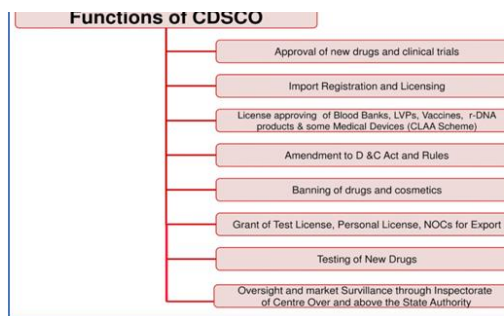 Functions of CDSCO
Approval of new drugs and clinical trials
Import Registration and Licensing
License approving of Blood Banks, LVPs, Vaccines, r-DNA
products & some Medical Devices (CLAA Scheme)
Amendment to D &C Act and Rules
Banning of drugs and cosmetics
Grant of Test License, Personal License, NOCs for Export
Testing of New Drugs
Oversight and market Survillance through Inspectorate
of Centre Over and above the State Authority